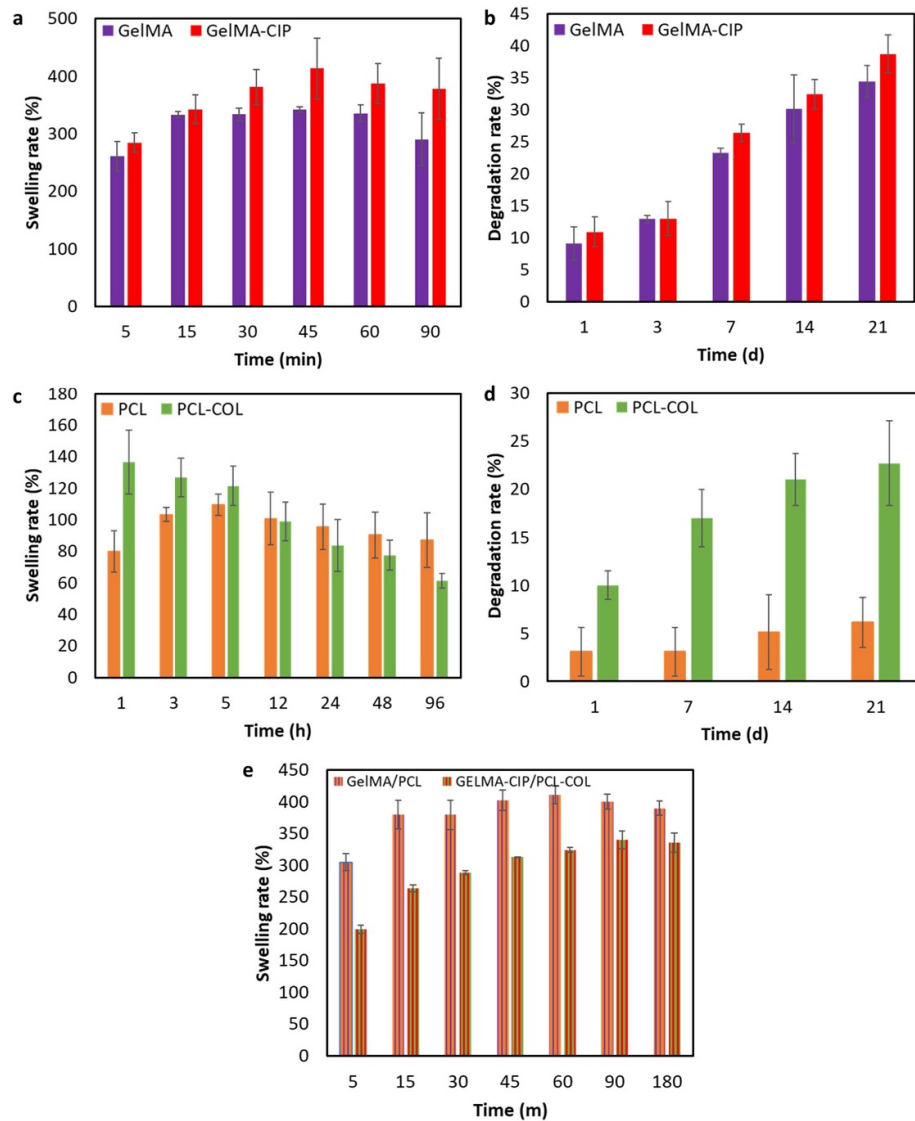 a
GelMA GelMA-CIP
Swelling rate (%)
500
400
300
200
100
0
5 15 30 45 60 90
Time (min)
b
GelMA GelMA-CIP
Degradation rate (%)
45
40
35
30
25
20
15
10
5
0
1 3 7 14 21
Time (d)
c
PCL PCL-COL
Swelling rate (%)
180
160
140
120
100
80
60
40
20
0
1 3 5 12 24 48 96
Time (h)
d
PCL PCL-COL
Degradation rate (%)
30
25
20
15
10
5
0
1 7 14 21
Time (d)
e
GelMA/PCL GELMA-CIP/PCL-COL
Swelling rate (%)
450
400
350
300
250
200
150
100
50
0
5 15 30 45 60 90 180
Time (m)